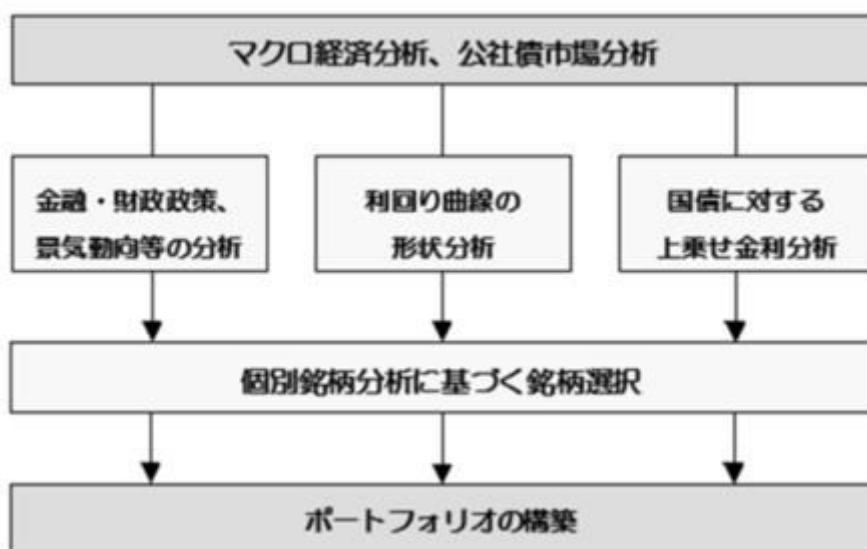 マクロ経済分析、公社債市場分析
金融・財政政策、
景気動向等の分析
利回り曲線の
形状分析
国債に対する
上乗せ金利分析
個別銘柄分析に基づく銘柄選択
ポートフォリオの構築